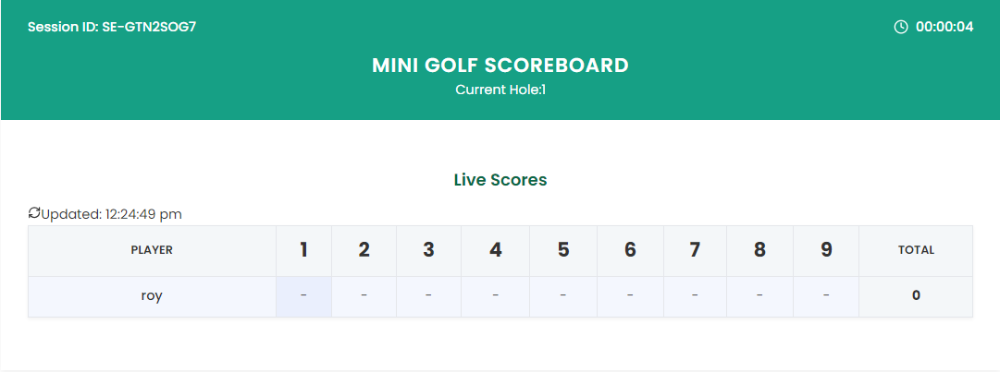 Session ID: SE-GTN2SOG7 00:00:04
MINI GOLF SCOREBOARD
Current Hole:1
Live Scores
Updated: 12:24:49 pm
PLAYER 1 2 3 4 5 6 7 8 9 TOTAL
roy - - - - - - - - - 0